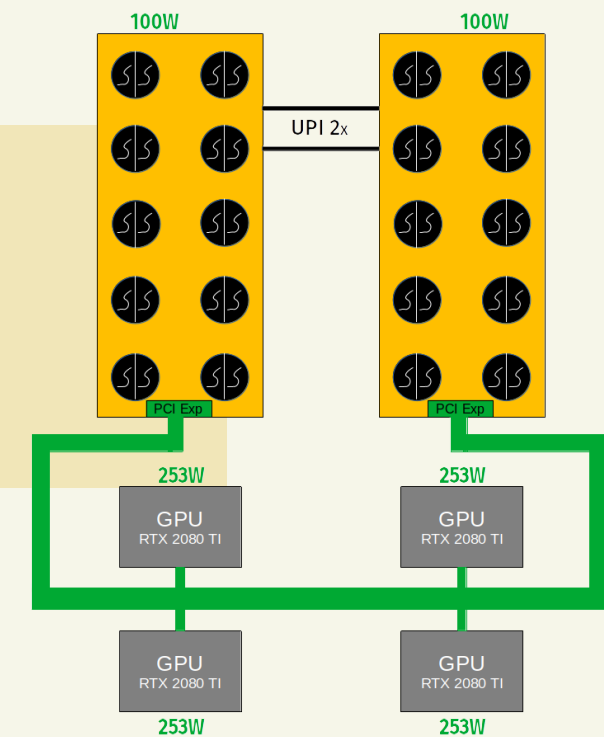 100W
100W
UPI 2x
PCI Exp
PCI Exp
253W
253W
GPU
RTX 2080 TI
GPU
RTX 2080 TI
GPU
RTX 2080 TI
GPU
RTX 2080 TI
253W
253W